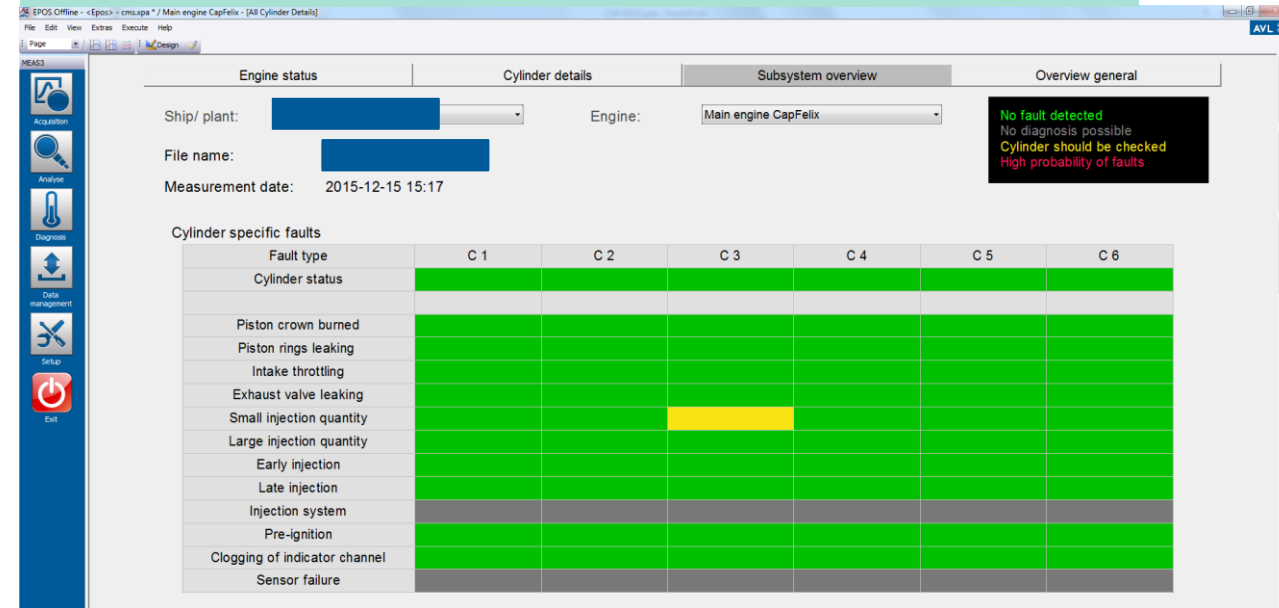 EPOS Offline - <Epos> - cms.xpa * / Main engine CapFelix - [All Cylinder Details]
File Edit View Extras Execute Help
Page Design
AVL
MEAS3
Acquisition
Analyse
Diagnosis
Data management
Setup
Exit
Engine status Cylinder details Subsystem overview Overview general
Ship/ plant: Engine: Main engine CapFelix
File name:
Measurement date: 2015-12-15 15:17
No fault detected
No diagnosis possible
Cylinder should be checked
High probability of faults
Cylinder specific faults
Fault type C 1 C 2 C 3 C 4 C 5 C 6
Cylinder status
Piston crown burned
Piston rings leaking
Intake throttling
Exhaust valve leaking
Small injection quantity
Large injection quantity
Early injection
Late injection
Injection system
Pre-ignition
Clogging of indicator channel
Sensor failure